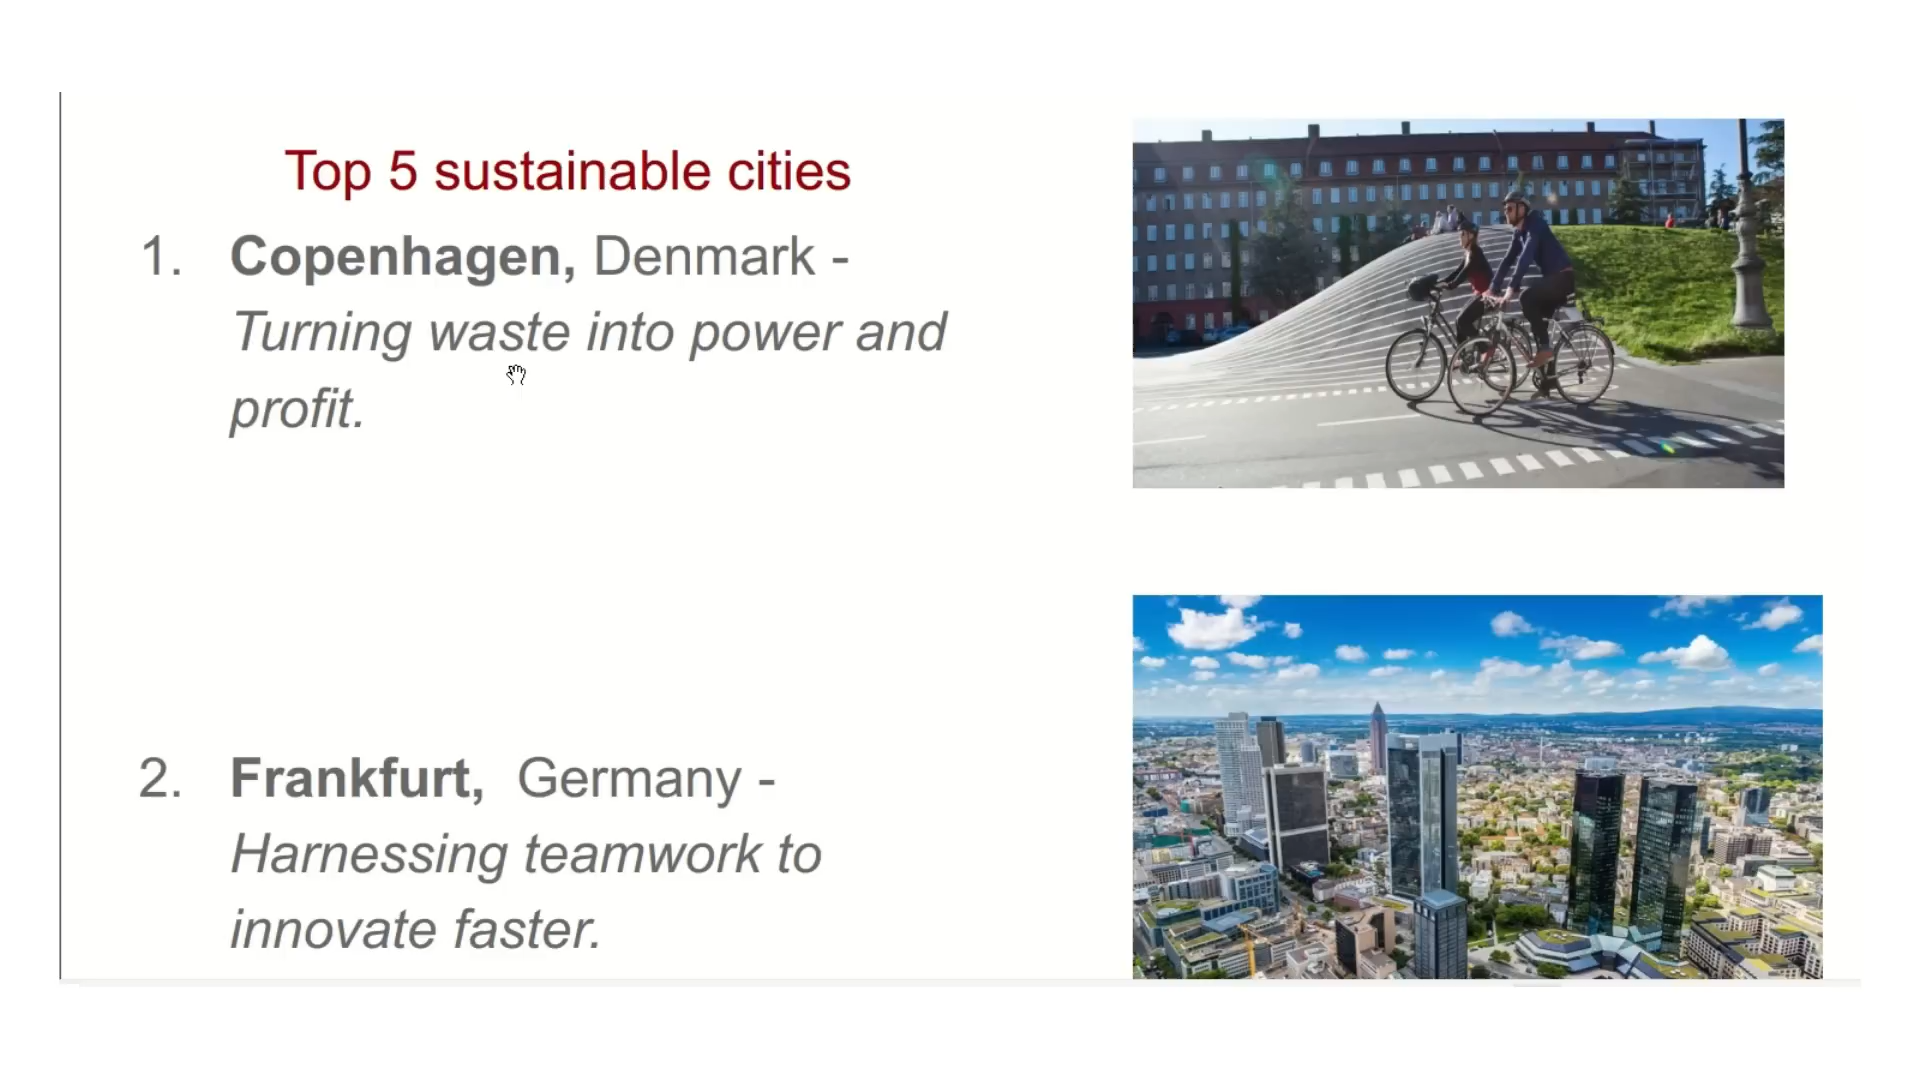 Top 5 sustainable cities
1. Copenhagen, Denmark -
Turning waste into power and
profit.
2. Frankfurt, Germany -
Harnessing teamwork to
innovate faster.